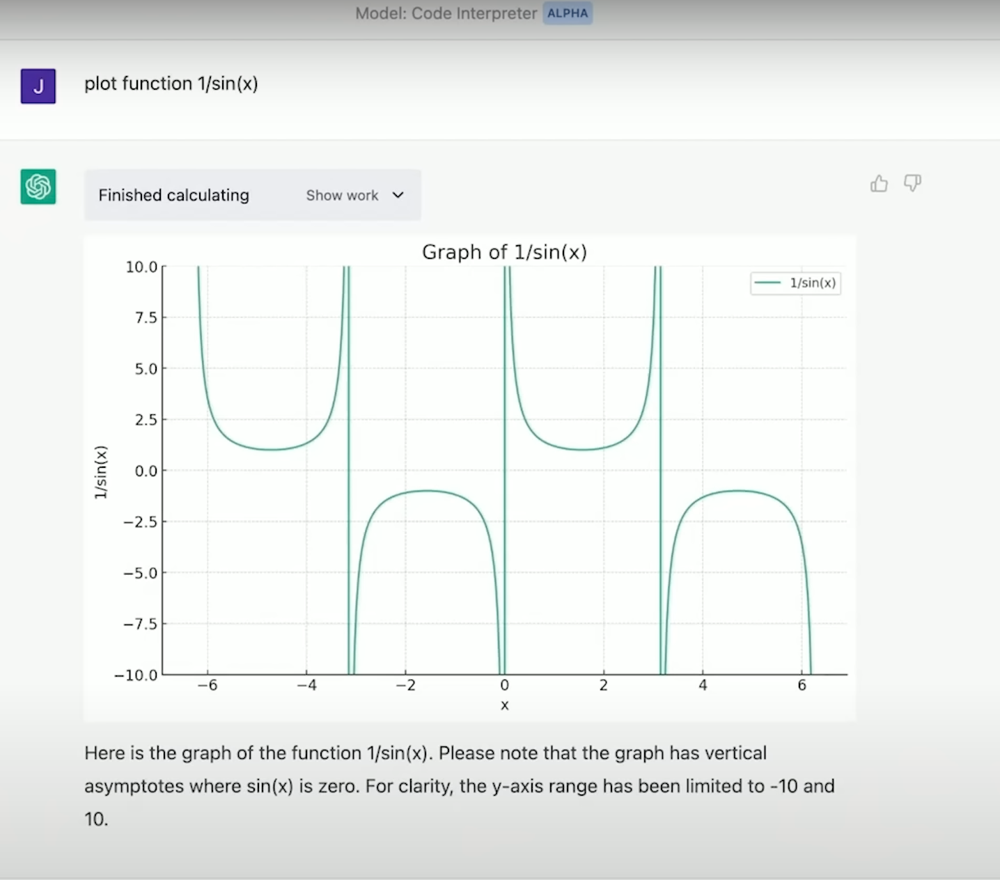 Model: Code Interpreter ALPHA
J
plot function 1/sin(x)
Finished calculating Show work
Graph of 1/sin(x)
1/sin(x)
10.0
7.5
5.0
2.5
0.0
−2.5
−5.0
−7.5
−10.0
1/sin(x)
−6 −4 −2 0 2 4 6
x
Here is the graph of the function 1/sin(x). Please note that the graph has vertical
asymptotes where sin(x) is zero. For clarity, the y-axis range has been limited to -10 and
10.